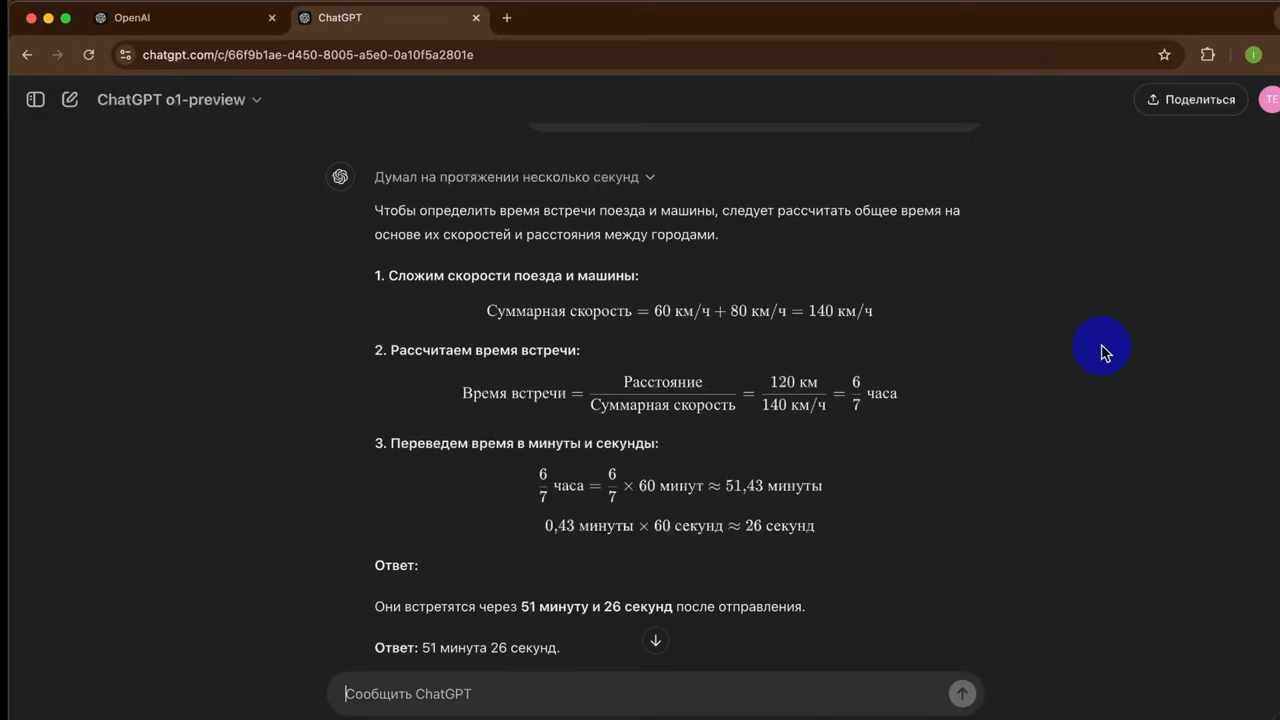 OpenAI
ChatGPT
chatgpt.com/c/66f9b1ae-d450-8005-a5e0-0a10f5a2801e
I
ChatGPT o1-preview
Поделиться
TE
Думал на протяжении несколько секунд
Чтобы определить время встречи поезда и машины, следует рассчитать общее время на
основе их скоростей и расстояния между городами.
1. Сложим скорости поезда и машины:
Суммарная скорость = 60 км/ч + 80 км/ч = 140 км/ч
2. Рассчитаем время встречи:
Время встречи = Расстояние / Суммарная скорость = 120 км / 140 км/ч = 6/7 часа
3. Переведем время в минуты и секунды:
6/7 часа = 6/7 × 60 минут ≈ 51,43 минуты
0,43 минуты × 60 секунд ≈ 26 секунд
Ответ:
Они встретятся через 51 минуту и 26 секунд после отправления.
Ответ: 51 минута 26 секунд.
Сообщить ChatGPT